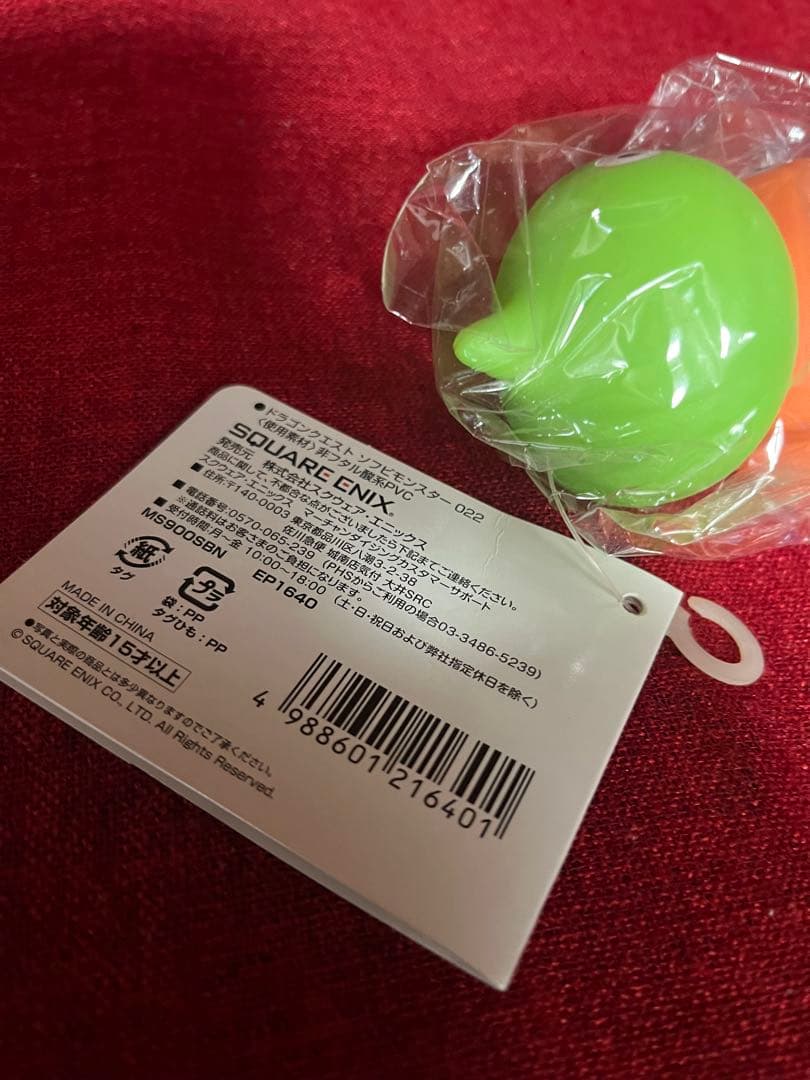 ●ドラゴンクエスト ソフビモンスター 022
〈使用素材〉非フタル酸系PVC
SQUARE ENIX®
発売元 株式会社スクウェア・エニックス
商品に関して、不都合な点がございましたら下記までご連絡ください。
スクウェア・エニックス マーチャンダイジングカスタマーサポート
■住所:〒140-0003 東京都品川区八潮3-2-38
佐川急便 城南店気付 大井SRC
■電話番号:0570-065-239 (PHSからご利用の場合03-3486-5239)
※通話料はお客さまのご負担になります。
■受付時間:月-金 10:00-18:00 (土・日・祝日および弊社指定休日を除く)
MS900SBN EP1640
紙
タグ
プラ
袋:PP
タグひも:PP
MADE IN CHINA
対象年齢15才以上
●写真と実際の商品とは多少異なりますのでご了承ください。
© SQUARE ENIX CO., LTD. All Rights Reserved.
4 988601 216401